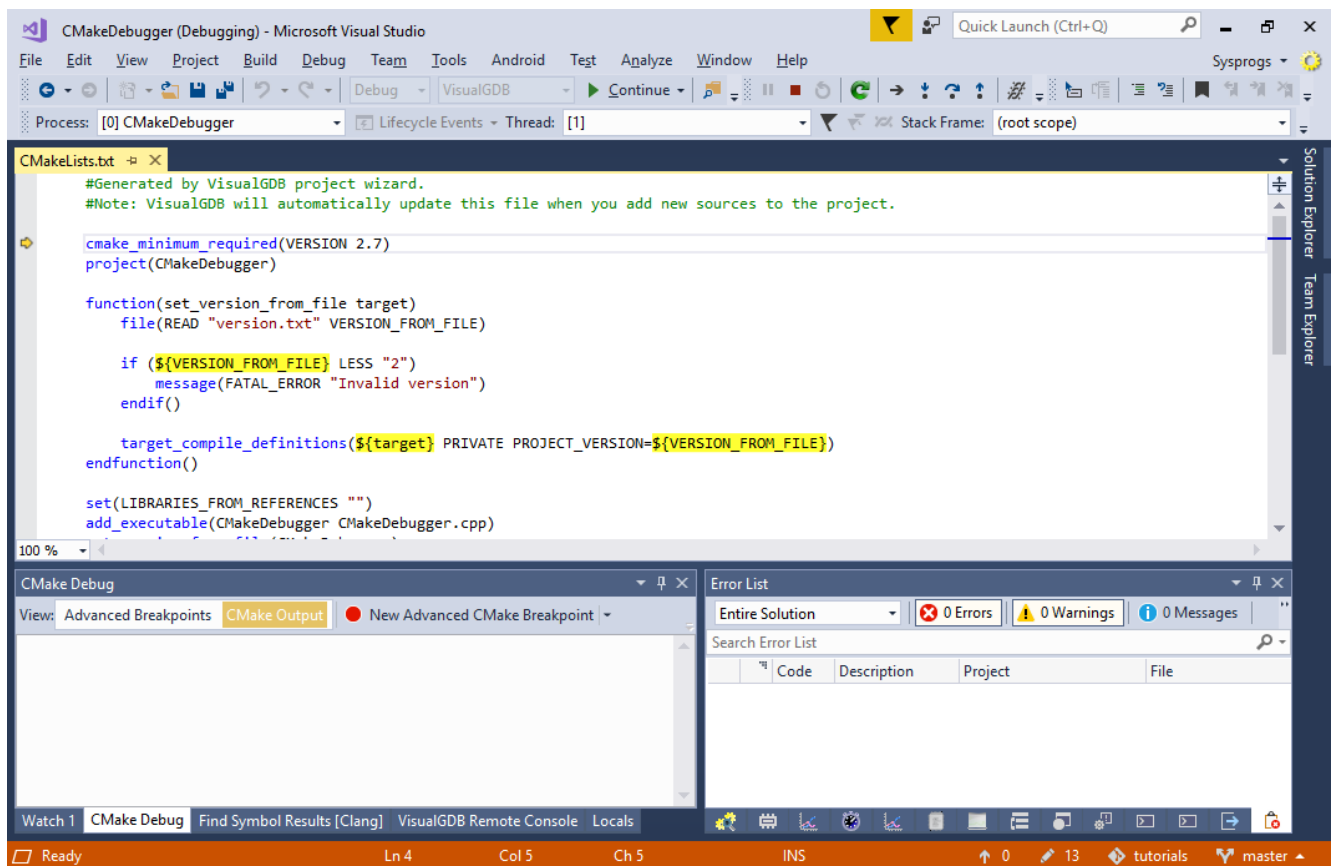 CMakeDebugger (Debugging) - Microsoft Visual Studio
Quick Launch (Ctrl+Q)
File Edit View Project Build Debug Team Tools Android Test Analyze Window Help Sysprogs
Debug VisualGDB Continue
Process: [0] CMakeDebugger Lifecycle Events Thread: [1] Stack Frame: (root scope)
CMakeLists.txt
#Generated by VisualGDB project wizard.
#Note: VisualGDB will automatically update this file when you add new sources to the project.
cmake_minimum_required(VERSION 2.7)
project(CMakeDebugger)
function(set_version_from_file target)
file(READ "version.txt" VERSION_FROM_FILE)
if (${VERSION_FROM_FILE} LESS "2")
message(FATAL_ERROR "Invalid version")
endif()
target_compile_definitions(${target} PRIVATE PROJECT_VERSION=${VERSION_FROM_FILE})
endfunction()
set(LIBRARIES_FROM_REFERENCES "")
add_executable(CMakeDebugger CMakeDebugger.cpp)
100 %
Solution Explorer
Team Explorer
CMake Debug
View: Advanced Breakpoints CMake Output New Advanced CMake Breakpoint
Error List
Entire Solution 0 Errors 0 Warnings 0 Messages
Search Error List
Code Description Project File
Watch 1 CMake Debug Find Symbol Results [Clang] VisualGDB Remote Console Locals
Ready Ln 4 Col 5 Ch 5 INS 0 13 tutorials master